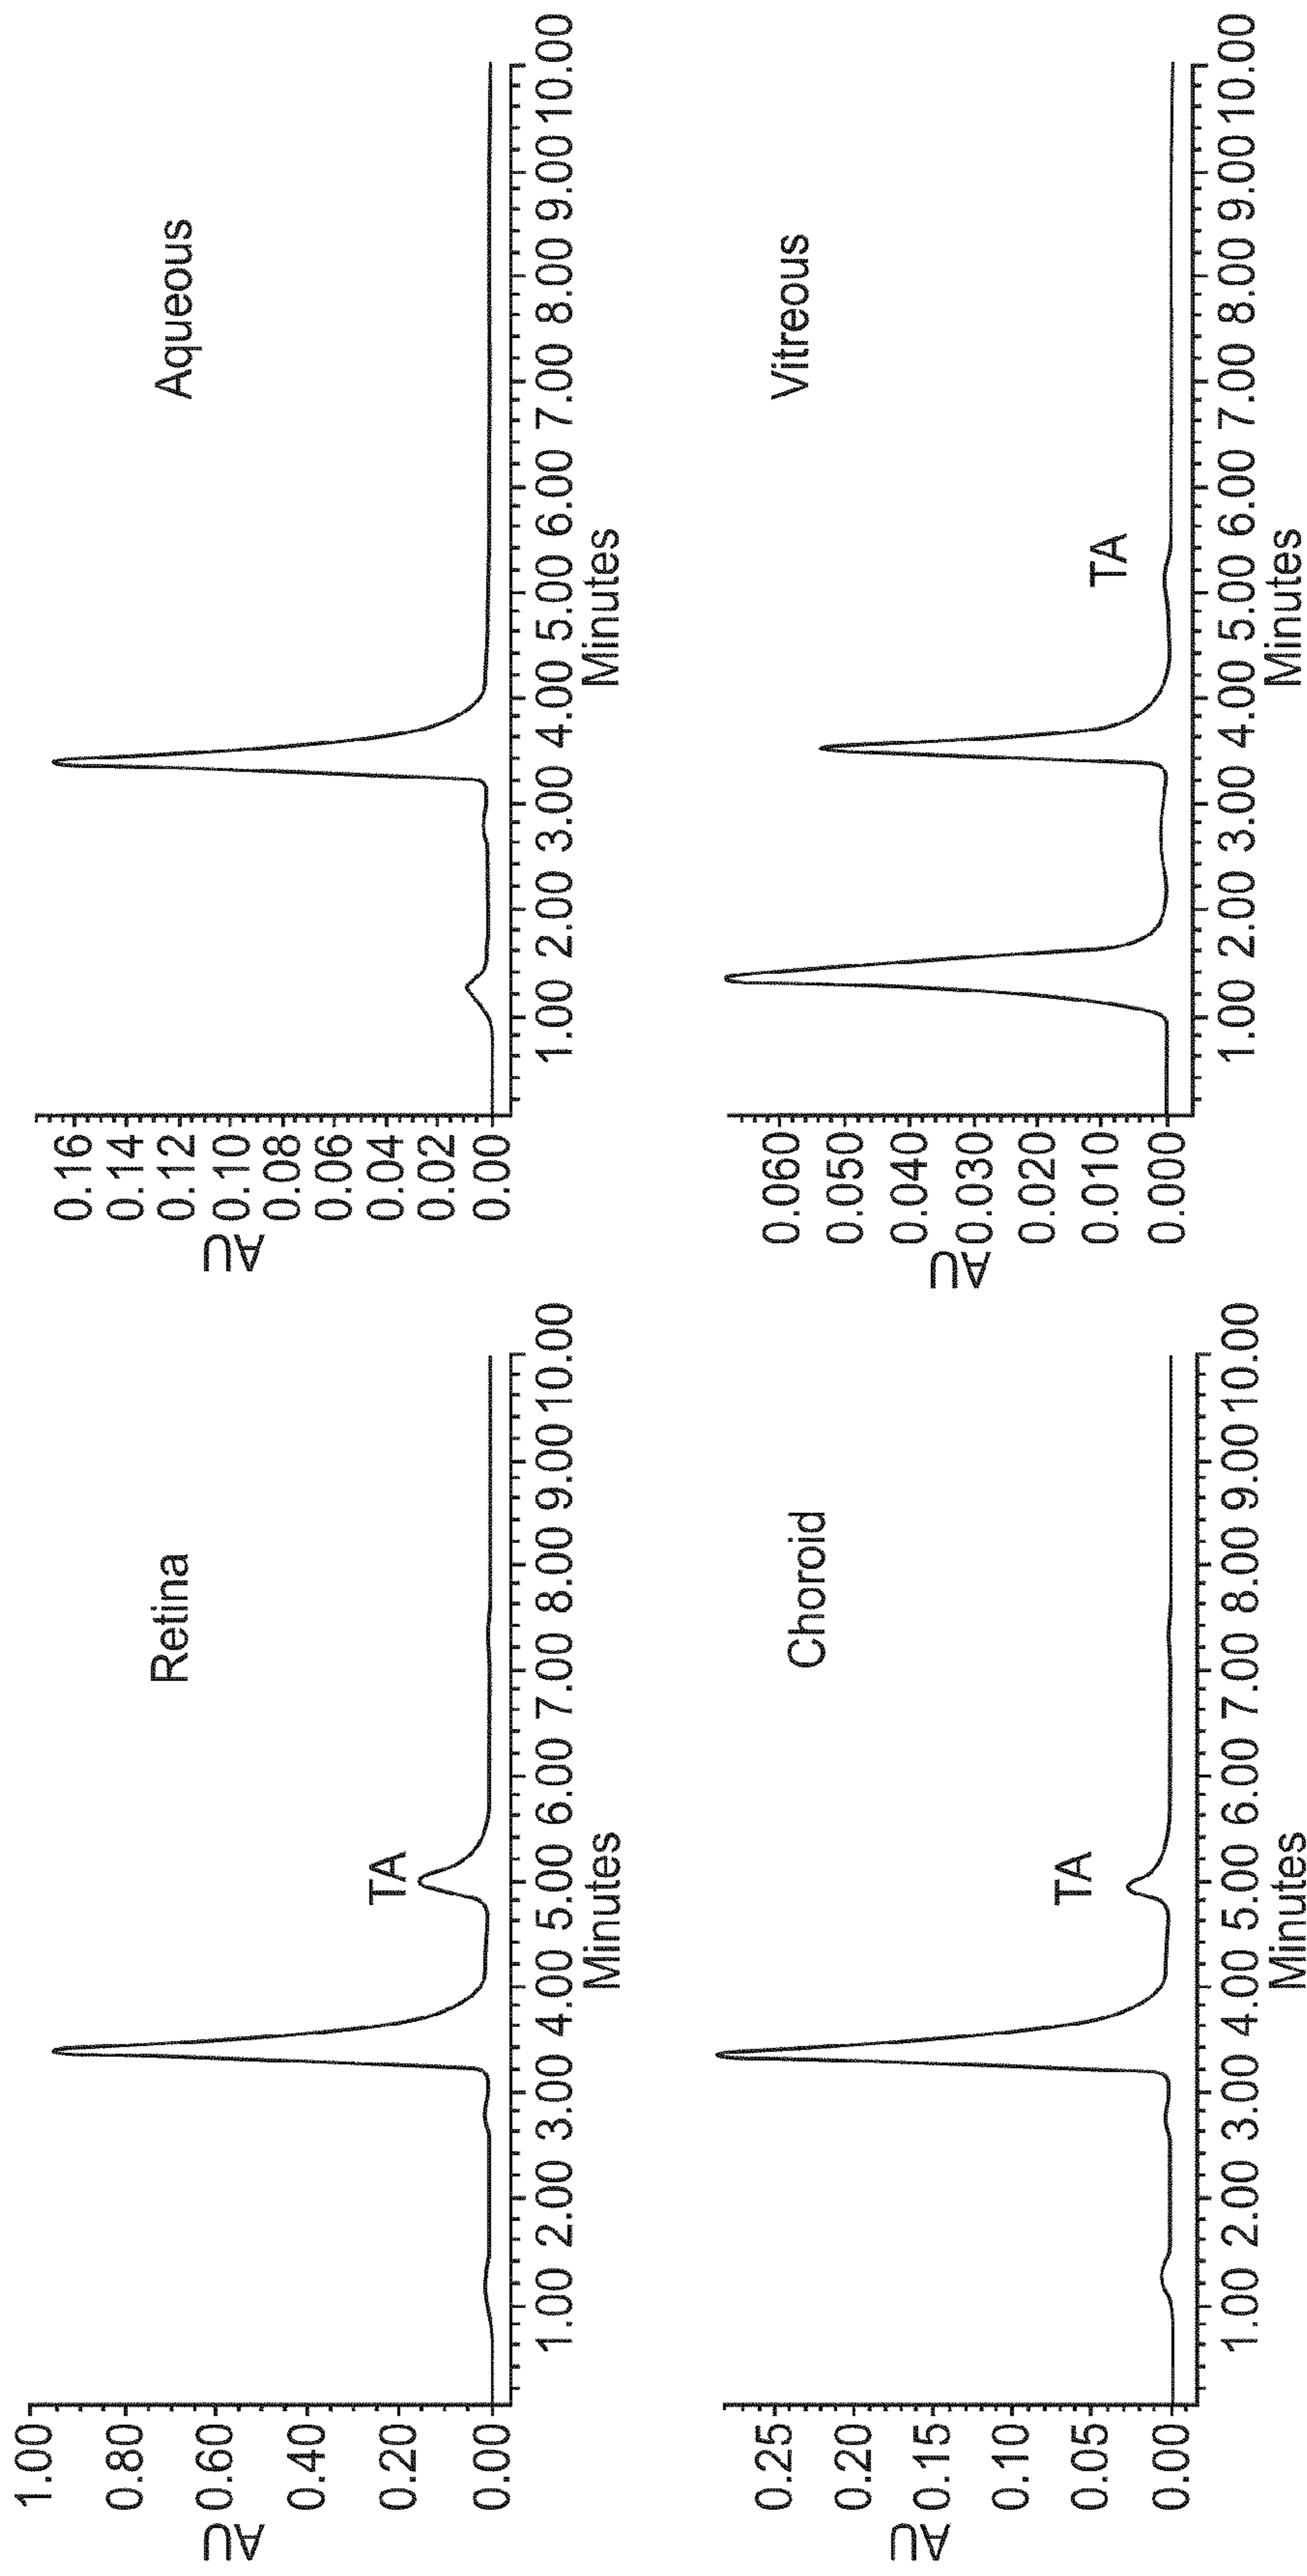 Retina
AU
1.00
0.80
0.60
0.40
0.20
0.00
TA
1.00 2.00 3.00 4.00 5.00 6.00 7.00 8.00 9.00 10.00
Minutes
Aqueous
AU
0.16
0.14
0.12
0.10
0.08
0.06
0.04
0.02
0.00
1.00 2.00 3.00 4.00 5.00 6.00 7.00 8.00 9.00 10.00
Minutes
Choroid
AU
0.25
0.20
0.15
0.10
0.05
0.00
TA
1.00 2.00 3.00 4.00 5.00 6.00 7.00 8.00 9.00 10.00
Minutes
Vitreous
AU
0.060
0.050
0.040
0.030
0.020
0.010
0.000
TA
1.00 2.00 3.00 4.00 5.00 6.00 7.00 8.00 9.00 10.00
Minutes